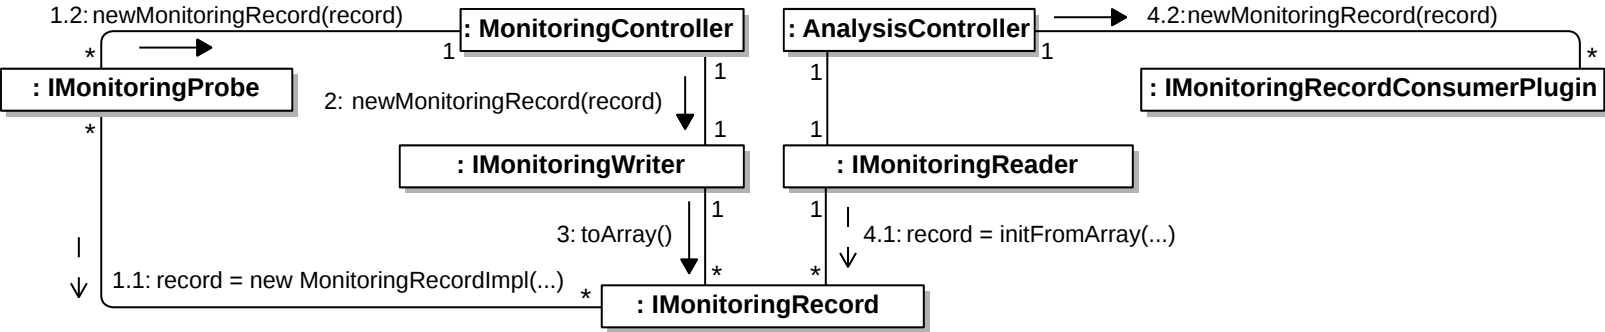 1.2: newMonitoringRecord(record)
: MonitoringController
: AnalysisController
4.2:newMonitoringRecord(record)
*
1
1
*
: IMonitoringProbe
2: newMonitoringRecord(record)
1
1
: IMonitoringRecordConsumerPlugin
*
1
1
: IMonitoringWriter
: IMonitoringReader
1
1
3: toArray()
4.1: record = initFromArray(...)
*
*
1.1: record = new MonitoringRecordImpl(...)
*
: IMonitoringRecord